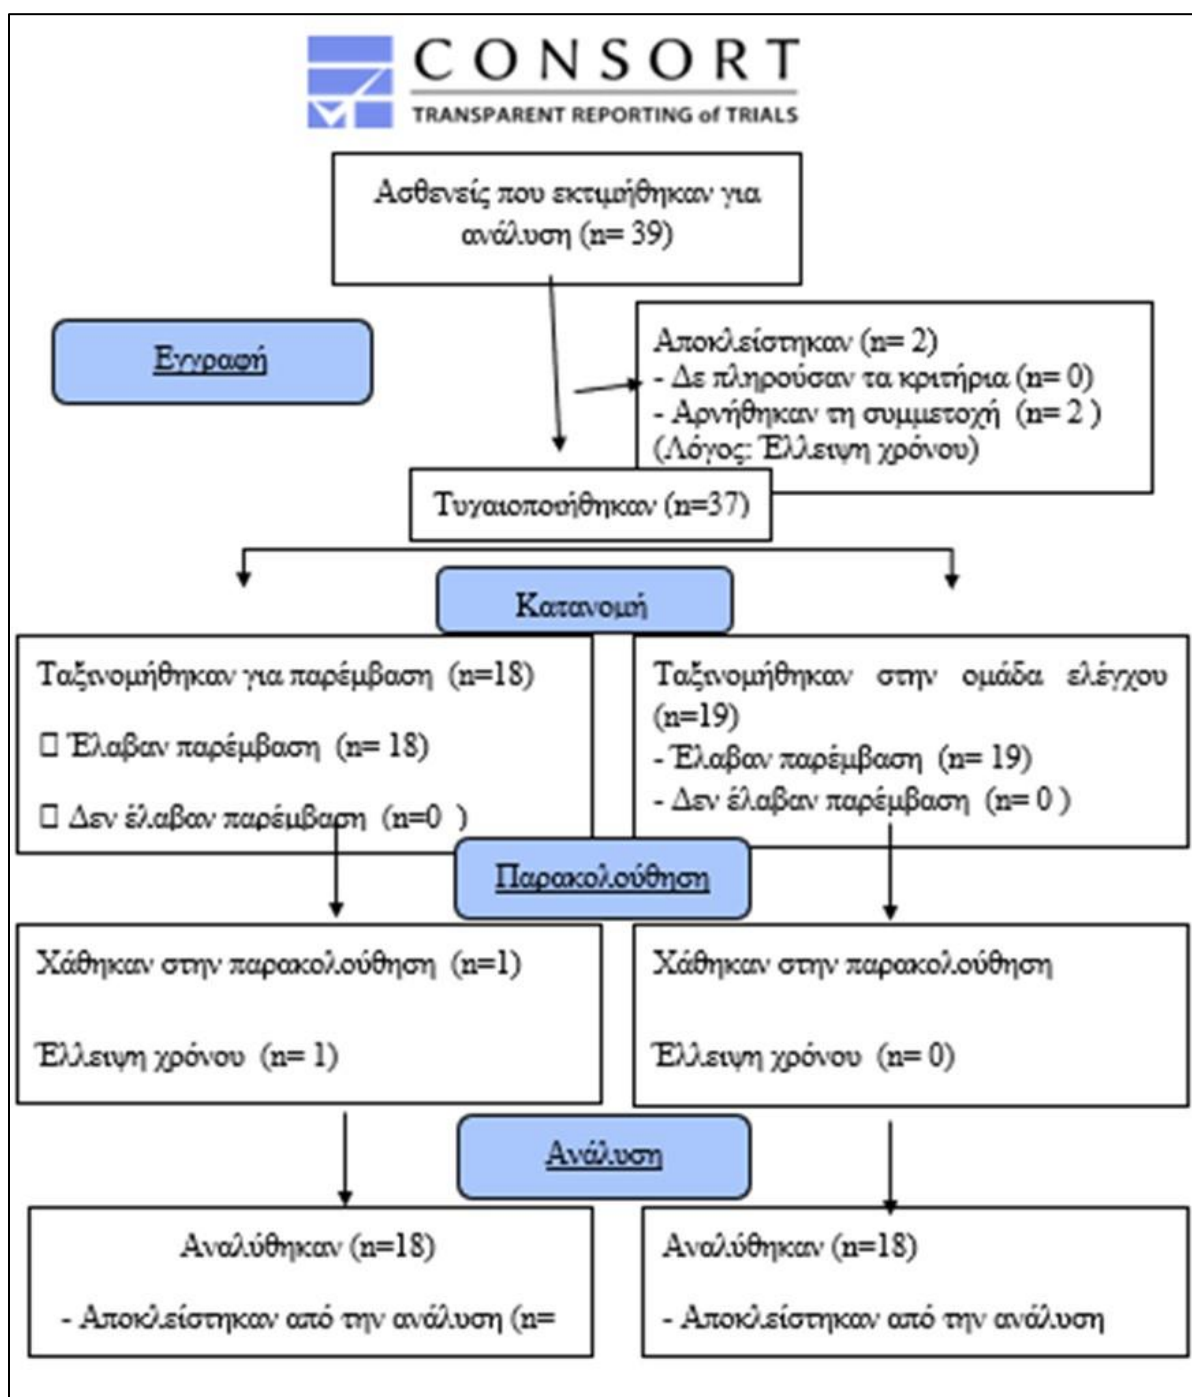 CONSORT
TRANSPARENT REPORTING of TRIALS
Ασθενείς που εκτιμήθηκαν για
ανάλυση (n= 39)
Εγγραφή
Αποκλείστηκαν (n= 2)
- Δε πληρούσαν τα κριτήρια (n= 0)
- Αρνήθηκαν τη συμμετοχή (n= 2 )
(Λόγος: Έλλειψη χρόνου)
Τυγαιοποιήθηκαν (n=37)
Κατανομή
Ταξινομήθηκαν για παρέμβαση (n=18)
□ Έλαβαν παρέμβαση (n= 18)
□ Δεν έλαβαν παρέμβαση (n=0 )
Ταξινομήθηκαν στην ομάδα ελέγχου
(n=19)
- Έλαβαν παρέμβαση (n= 19)
- Δεν έλαβαν παρέμβαση (n= 0 )
Παρακολούθηση
Χάθηκαν στην παρακολούθηση (n=1)
Έλλειψη χρόνου (n= 1)
Χάθηκαν στην παρακολούθηση
Έλλειψη χρόνου (n= 0)
Ανάλυση
Αναλύθηκαν (n=18)
- Αποκλείστηκαν από την ανάλυση (n=
Αναλύθηκαν (n=18)
- Αποκλείστηκαν από την ανάλυση